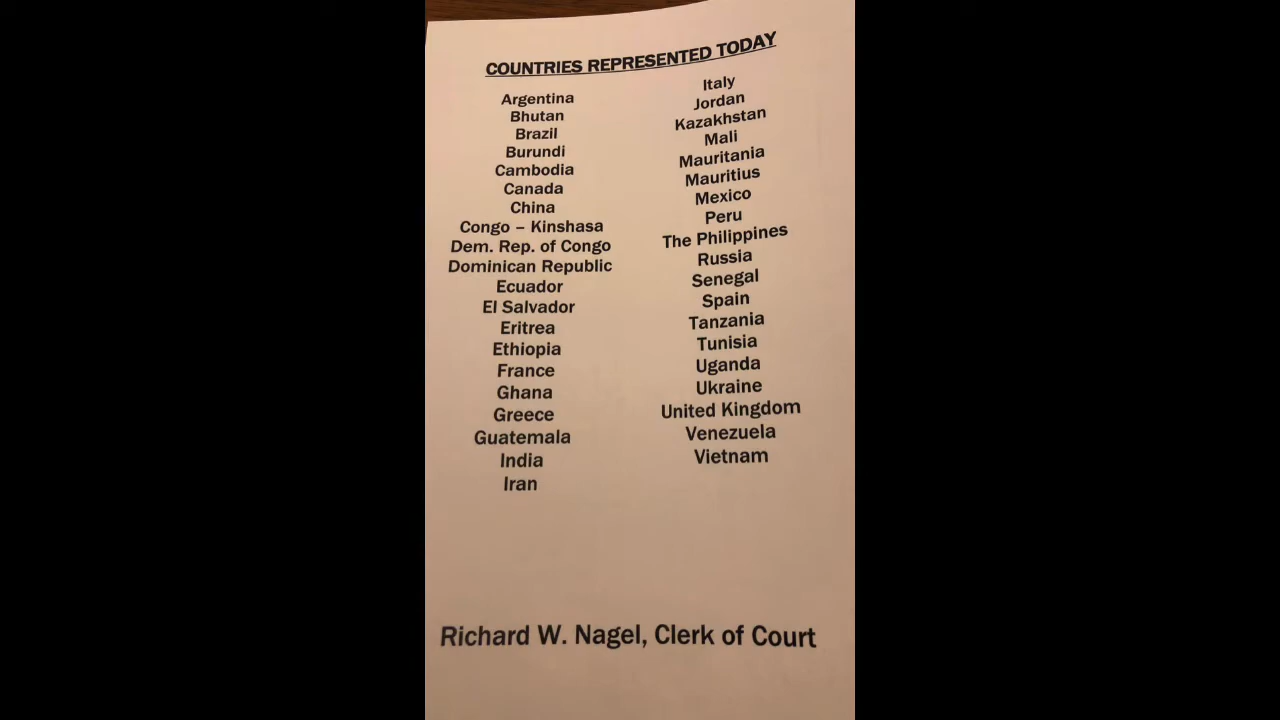 COUNTRIES REPRESENTED TODAY
Argentina
Bhutan
Brazil
Burundi
Cambodia
Canada
China
Congo – Kinshasa
Dem. Rep. of Congo
Dominican Republic
Ecuador
El Salvador
Eritrea
Ethiopia
France
Ghana
Greece
Guatemala
India
Iran
Italy
Jordan
Kazakhstan
Mali
Mauritania
Mauritius
Mexico
Peru
The Philippines
Russia
Senegal
Spain
Tanzania
Tunisia
Uganda
Ukraine
United Kingdom
Venezuela
Vietnam
Richard W. Nagel, Clerk of Court